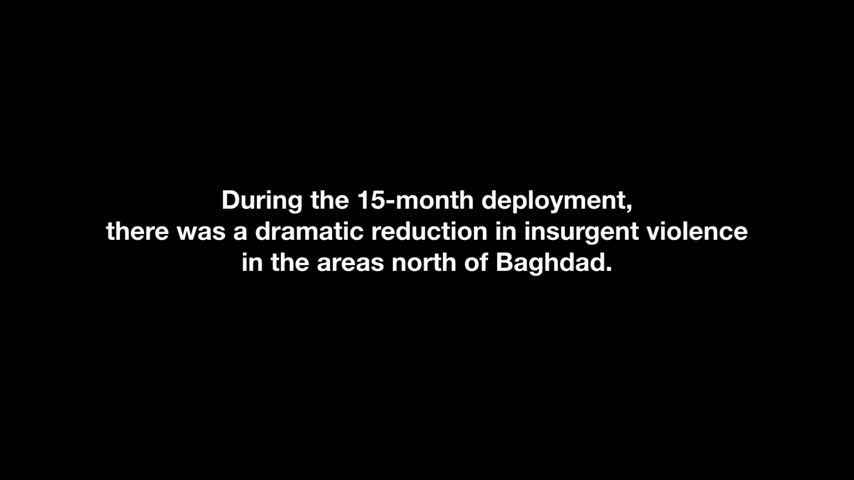 During the 15-month deployment,
there was a dramatic reduction in insurgent violence
in the areas north of Baghdad.